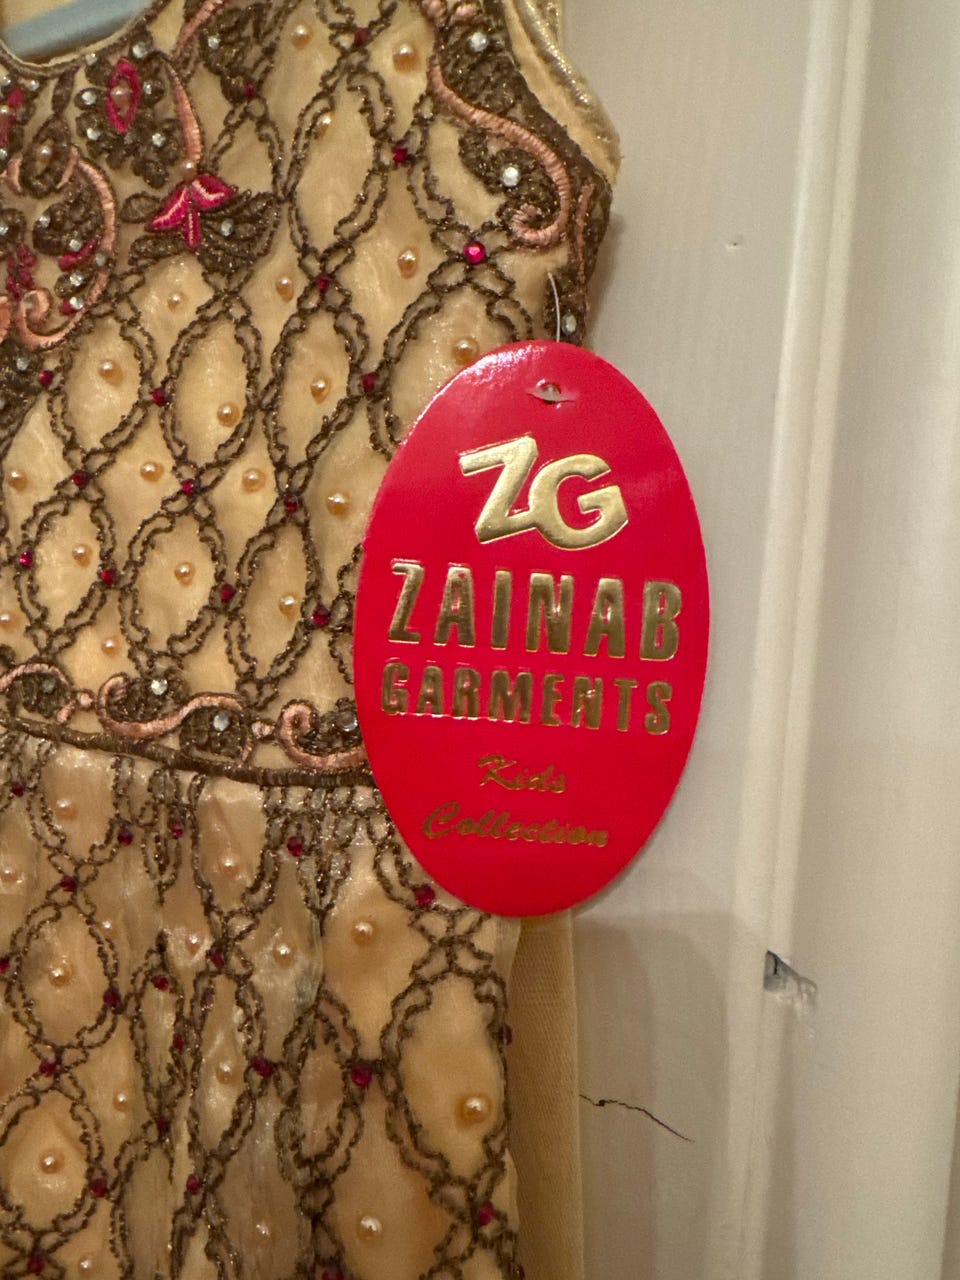 ZG
ZAINAB
GARMENTS
Kids
Collection